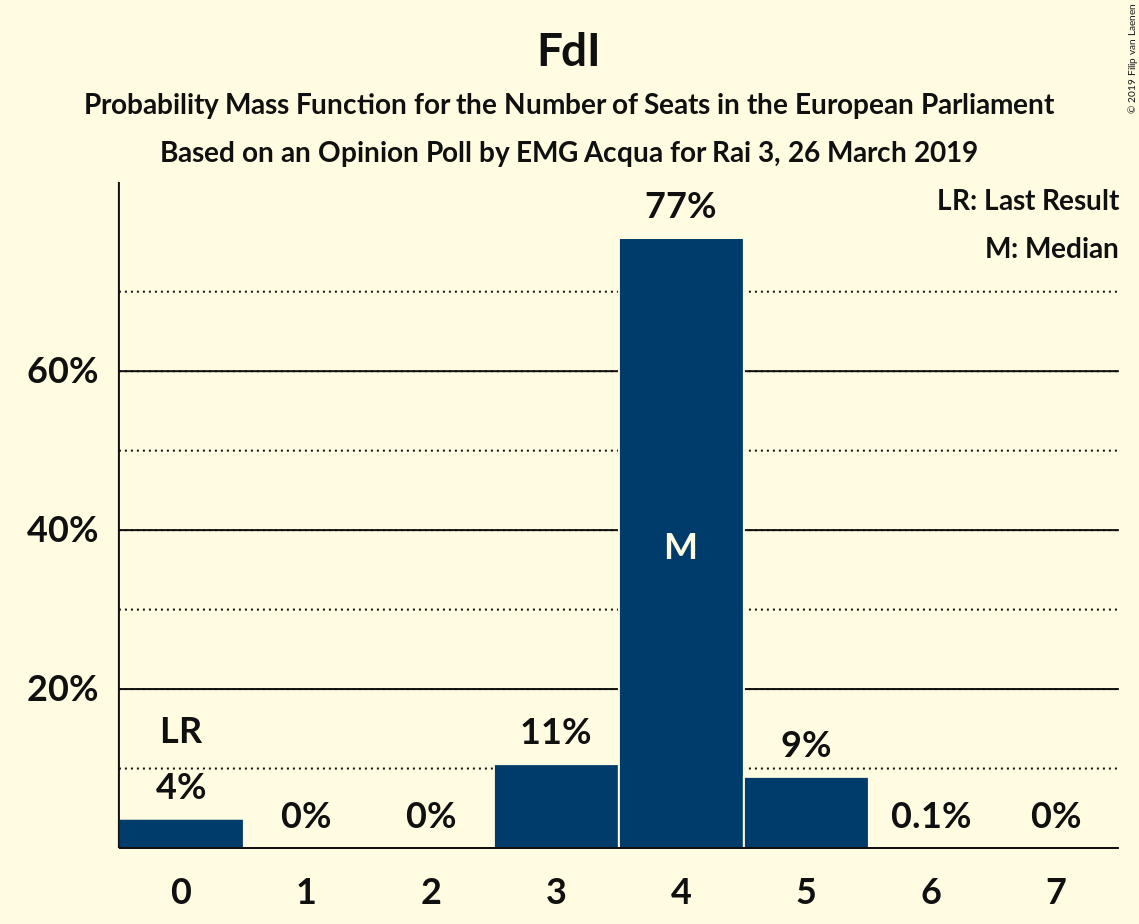 FdI
Probability Mass Function for the Number of Seats in the European Parliament
Based on an Opinion Poll by EMG Acqua for Rai 3, 26 March 2019
© 2019 Filip van Laenen
LR: Last Result
M: Median
77%
60%
40%
20%
M
LR
4%
0%
0%
11%
9%
0.1%
0%
0 1 2 3 4 5 6 7